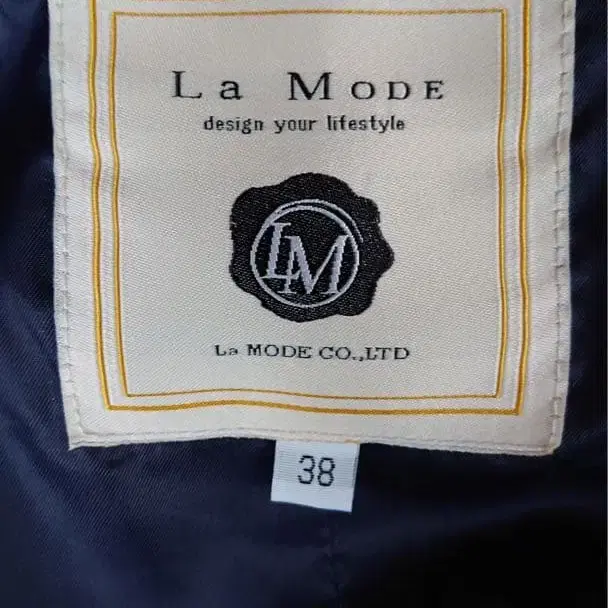 La MODE
design your lifestyle
LM
La MODE CO.,LTD
38